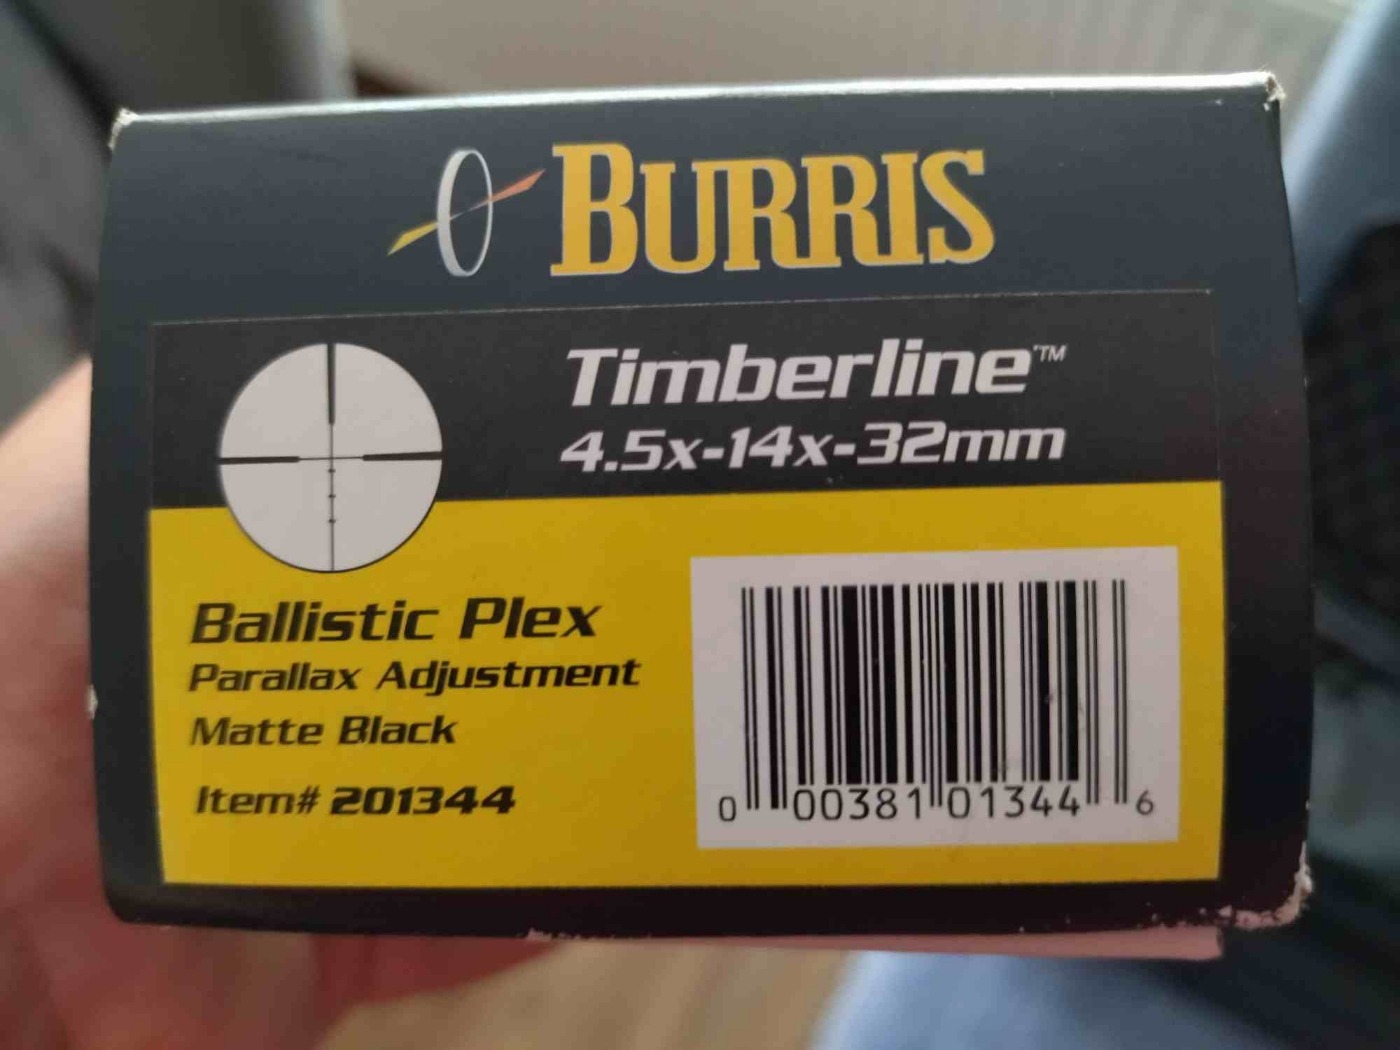 BURRIS
Timberline™
4.5x-14x-32mm
Ballistic Plex
Parallax Adjustment
Matte Black
Item# 201344
0 00381 01344 6